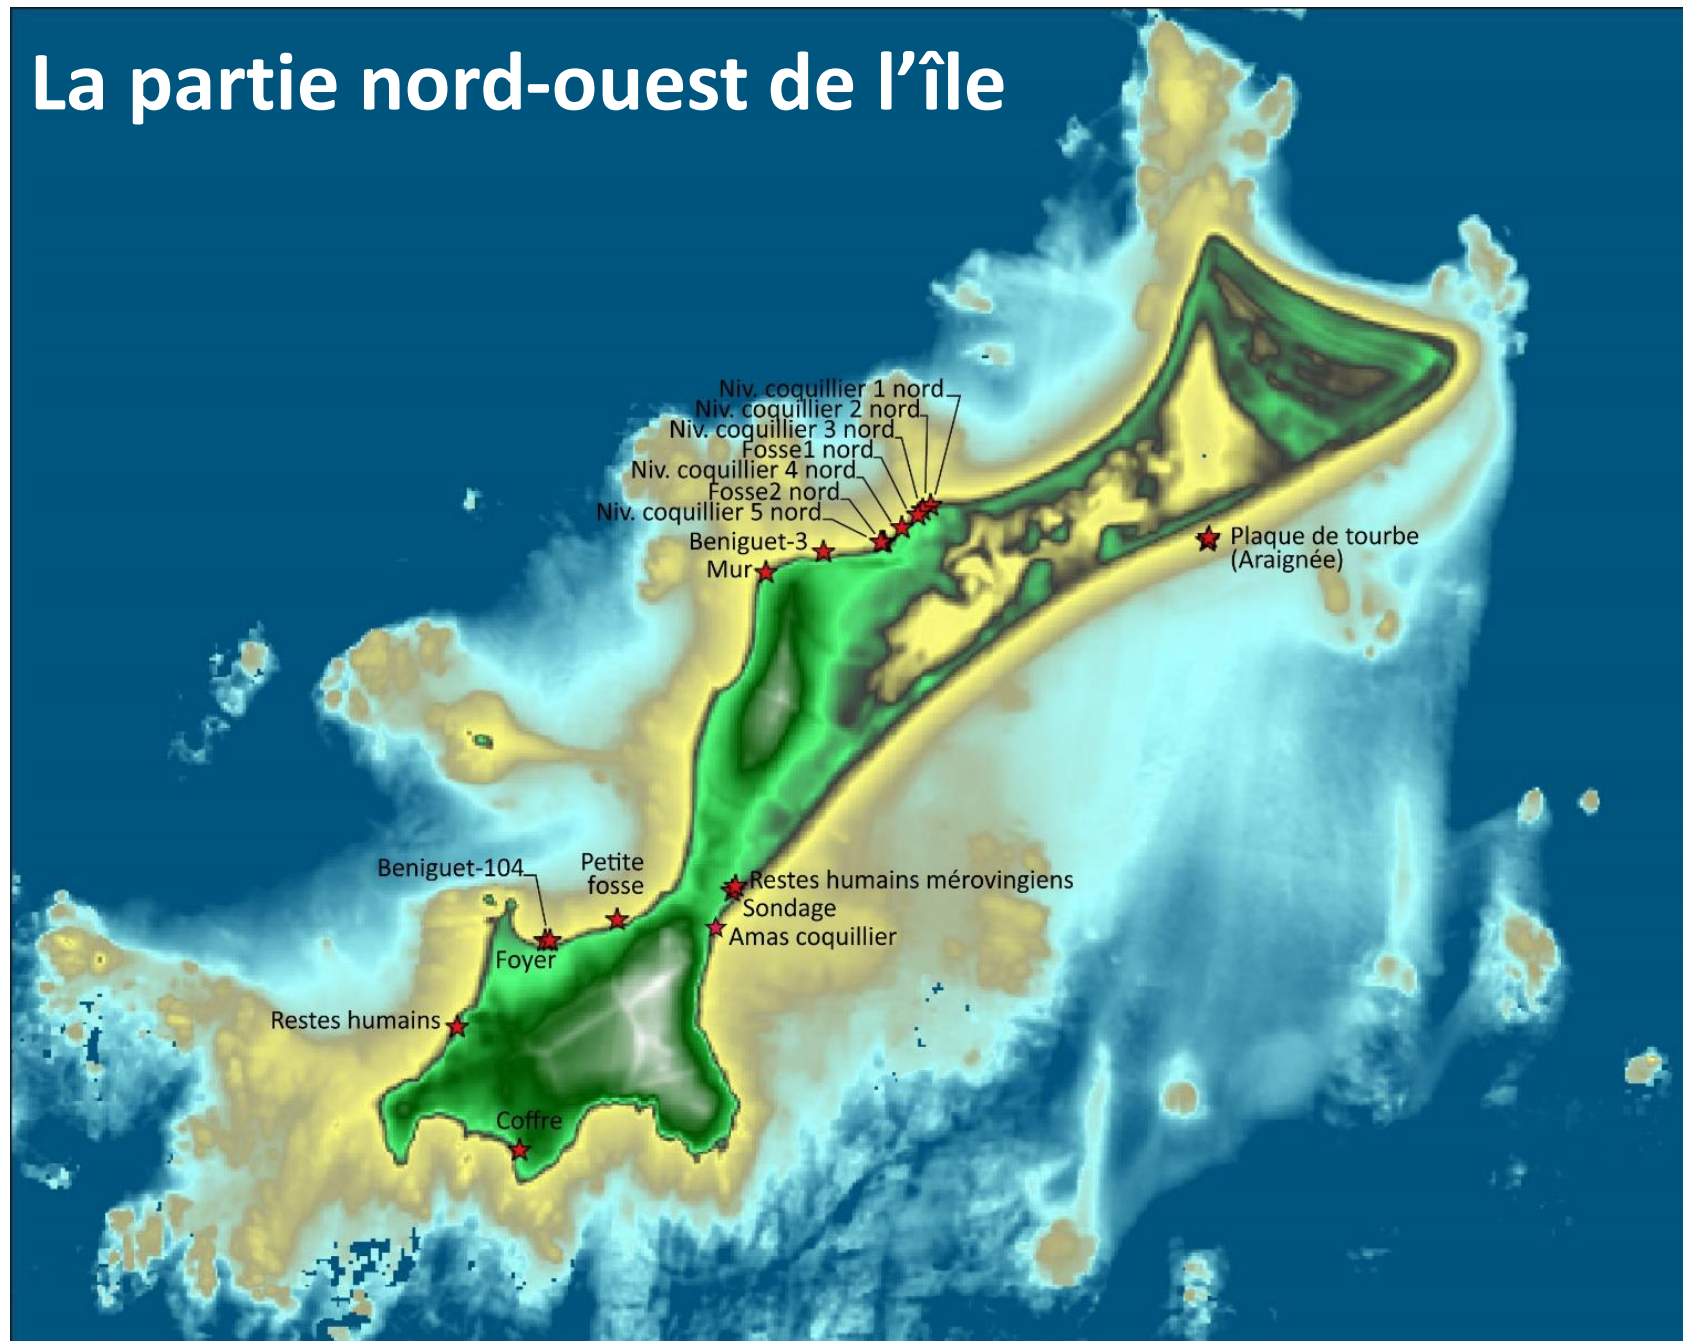 La partie nord-ouest de l'île
Niv. coquillier 1 nord
Niv. coquillier 2 nord
Niv. coquillier 3 nord
Fosse1 nord
Niv. coquillier 4 nord
Fosse2 nord
Niv. coquillier 5 nord
Beniguet-3
Mur
Plaque de tourbe
(Araignée)
Beniguet-104
Petite
fosse
Restes humains mérovingiens
Sondage
Amas coquillier
Foyer
Restes humains
Coffre